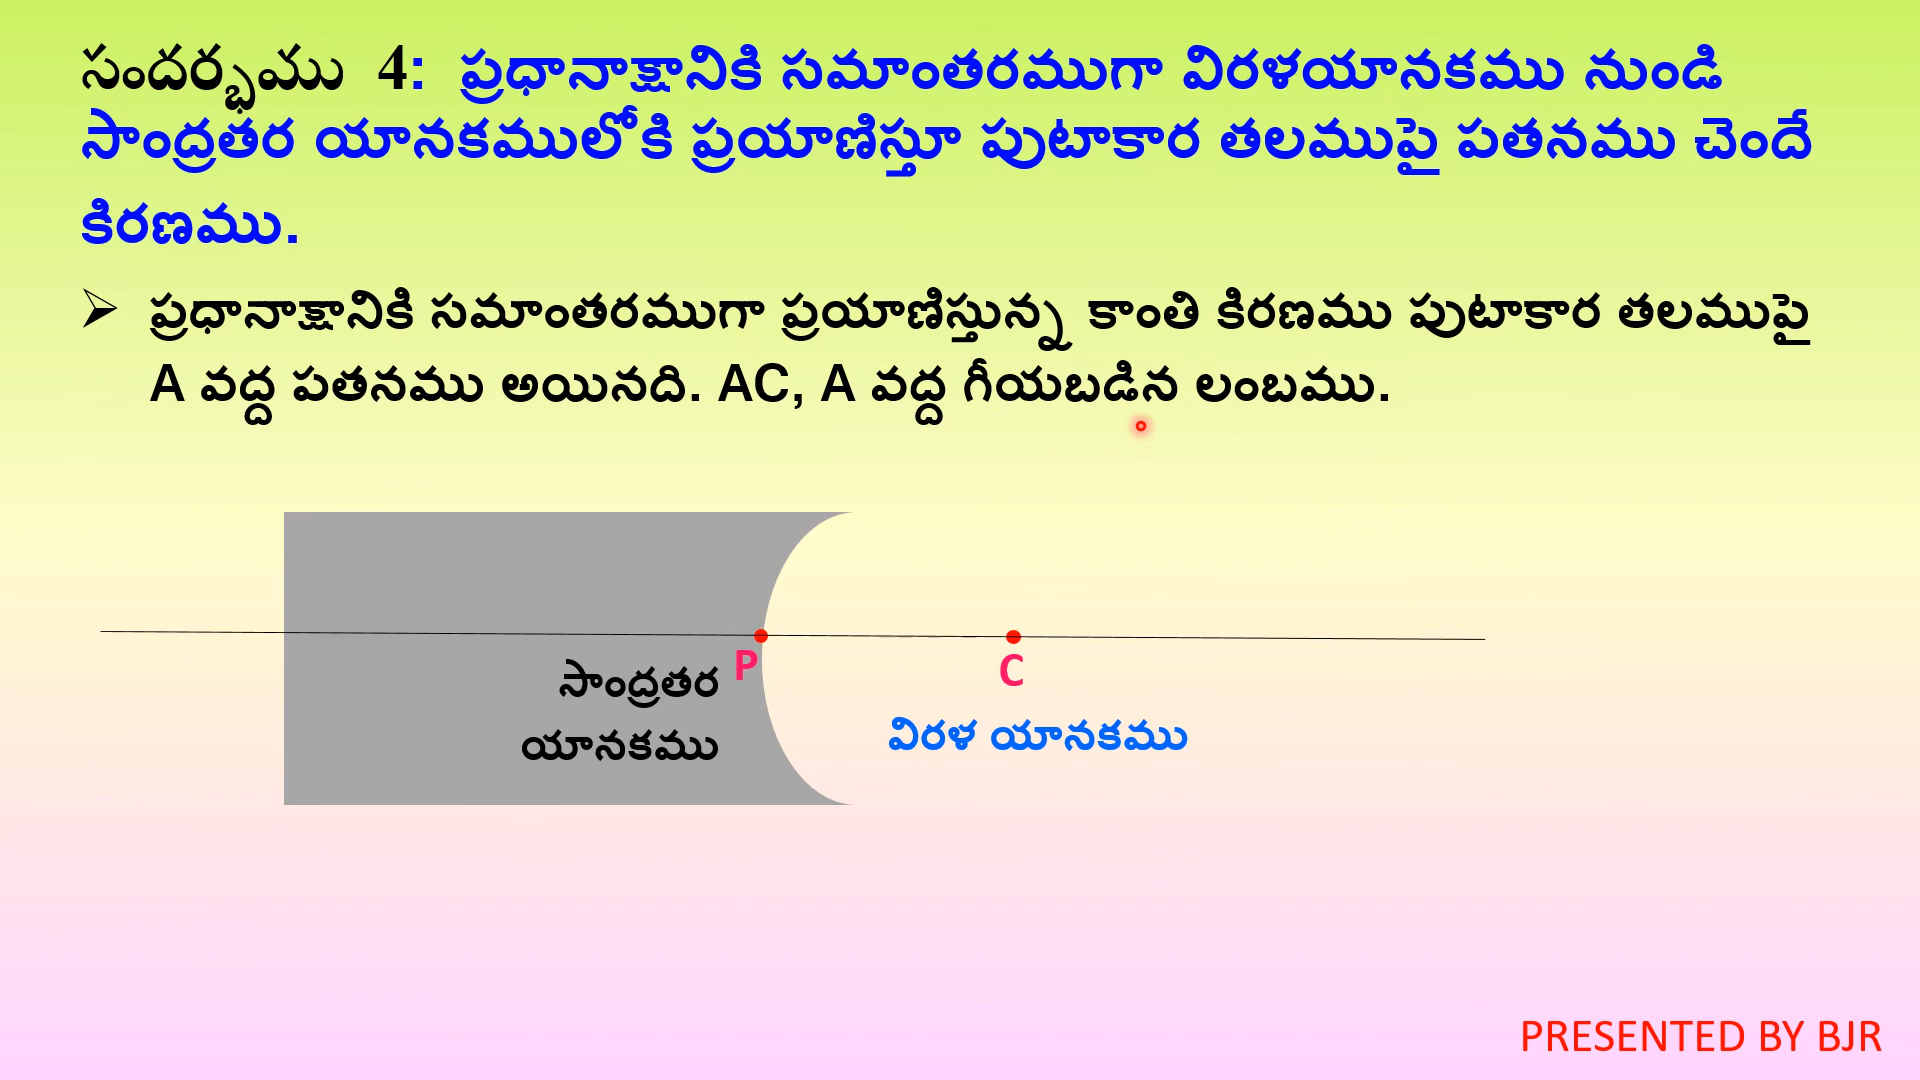 సందర్భము 4: ప్రధానాక్షానికి సమాంతరముగా విరళయానకము నుండి
సాంద్రతర యానకములోకి ప్రయాణిస్తూ పుటాకార తలముపై పతనము చెందే
కిరణము.
ప్రధానాక్షానికి సమాంతరముగా ప్రయాణిస్తున్న కాంతి కిరణము పుటాకార తలముపై
A వద్ద పతనము అయినది. AC, A వద్ద గీయబడిన లంబము.
P
C
సాంద్రతర
యానకము
విరళ యానకము
PRESENTED BY BJR